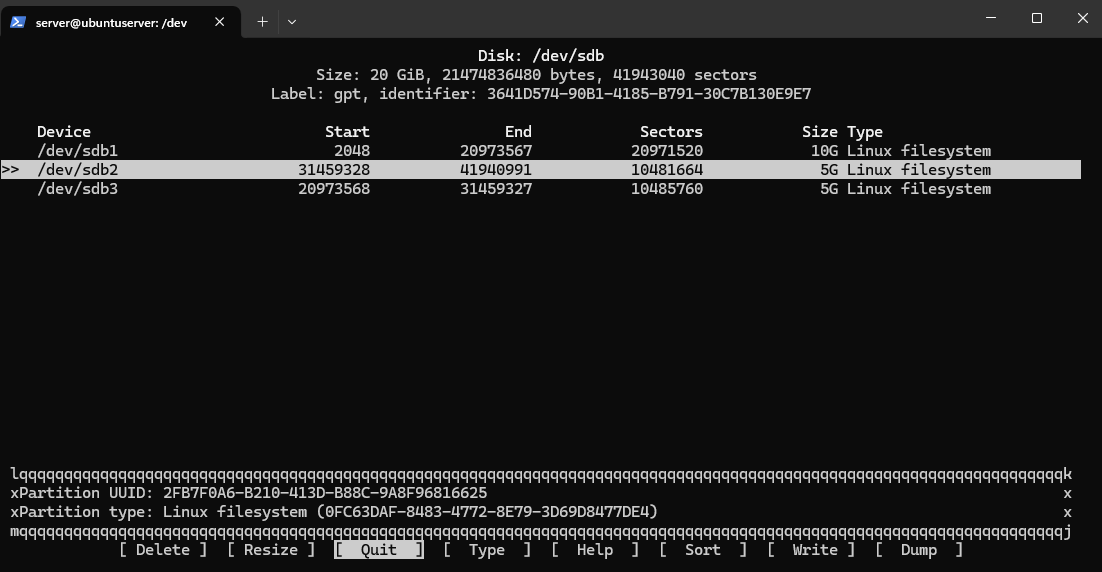 server@ubuntuserver: /dev
Disk: /dev/sdb
Size: 20 GiB, 21474836480 bytes, 41943040 sectors
Label: gpt, identifier: 3641D574-90B1-4185-B791-30C7B130E9E7
Device Start End Sectors Size Type
/dev/sdb1 2048 20973567 20971520 10G Linux filesystem
>> /dev/sdb2 31459328 41940991 10481664 5G Linux filesystem
/dev/sdb3 20973568 31459327 10485760 5G Linux filesystem
lqqqqqqqqqqqqqqqqqqqqqqqqqqqqqqqqqqqqqqqqqqqqqqqqqqqqqqqqqqqqqqqqqqqqqqqqqqqqqqqqqqqqqqqqqqqqqqqqqqqqqqqqqqqqqqqqqqqqk
xPartition UUID: 2FB7F0A6-B210-413D-B88C-9A8F96816625 x
xPartition type: Linux filesystem (0FC63DAF-8483-4772-8E79-3D69D8477DE4) x
mqqqqqqqqqqqqqqqqqqqqqqqqqqqqqqqqqqqqqqqqqqqqqqqqqqqqqqqqqqqqqqqqqqqqqqqqqqqqqqqqqqqqqqqqqqqqqqqqqqqqqqqqqqqqqqqqqqqqj
[ Delete ] [ Resize ] [ Quit ] [ Type ] [ Help ] [ Sort ] [ Write ] [ Dump ]